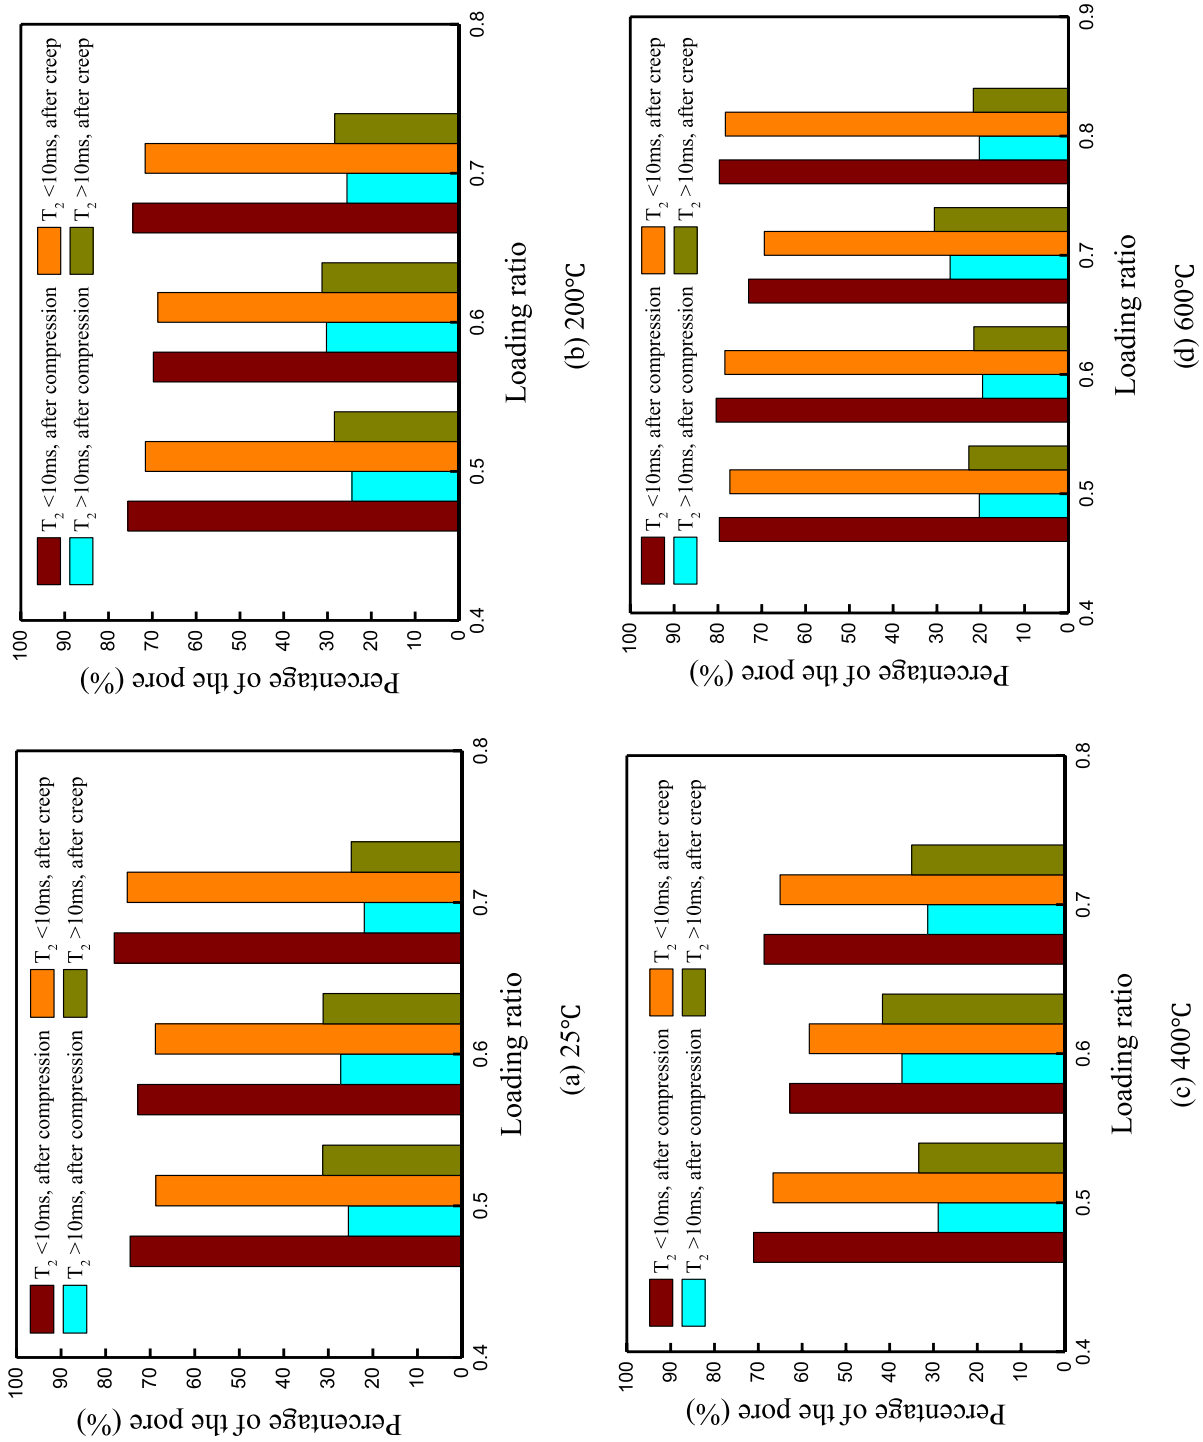 100
90
80
70
60
50
40
30
20
10
0
Percentage of the pore (%)
T2 <10ms, after compression
T2 <10ms, after creep
T2 >10ms, after compression
T2 >10ms, after creep
0.4
0.5
0.6
0.7
0.8
Loading ratio
(a) 25°C
100
90
80
70
60
50
40
30
20
10
0
Percentage of the pore (%)
T2 <10ms, after compression
T2 <10ms, after creep
T2 >10ms, after compression
T2 >10ms, after creep
0.4
0.5
0.6
0.7
0.8
Loading ratio
(b) 200°C
100
90
80
70
60
50
40
30
20
10
0
Percentage of the pore (%)
T2 <10ms, after compression
T2 <10ms, after creep
T2 >10ms, after compression
T2 >10ms, after creep
0.4
0.5
0.6
0.7
0.8
Loading ratio
(c) 400°C
100
90
80
70
60
50
40
30
20
10
0
Percentage of the pore (%)
T2 <10ms, after compression
T2 <10ms, after creep
T2 >10ms, after compression
T2 >10ms, after creep
0.4
0.5
0.6
0.7
0.8
0.9
Loading ratio
(d) 600°C